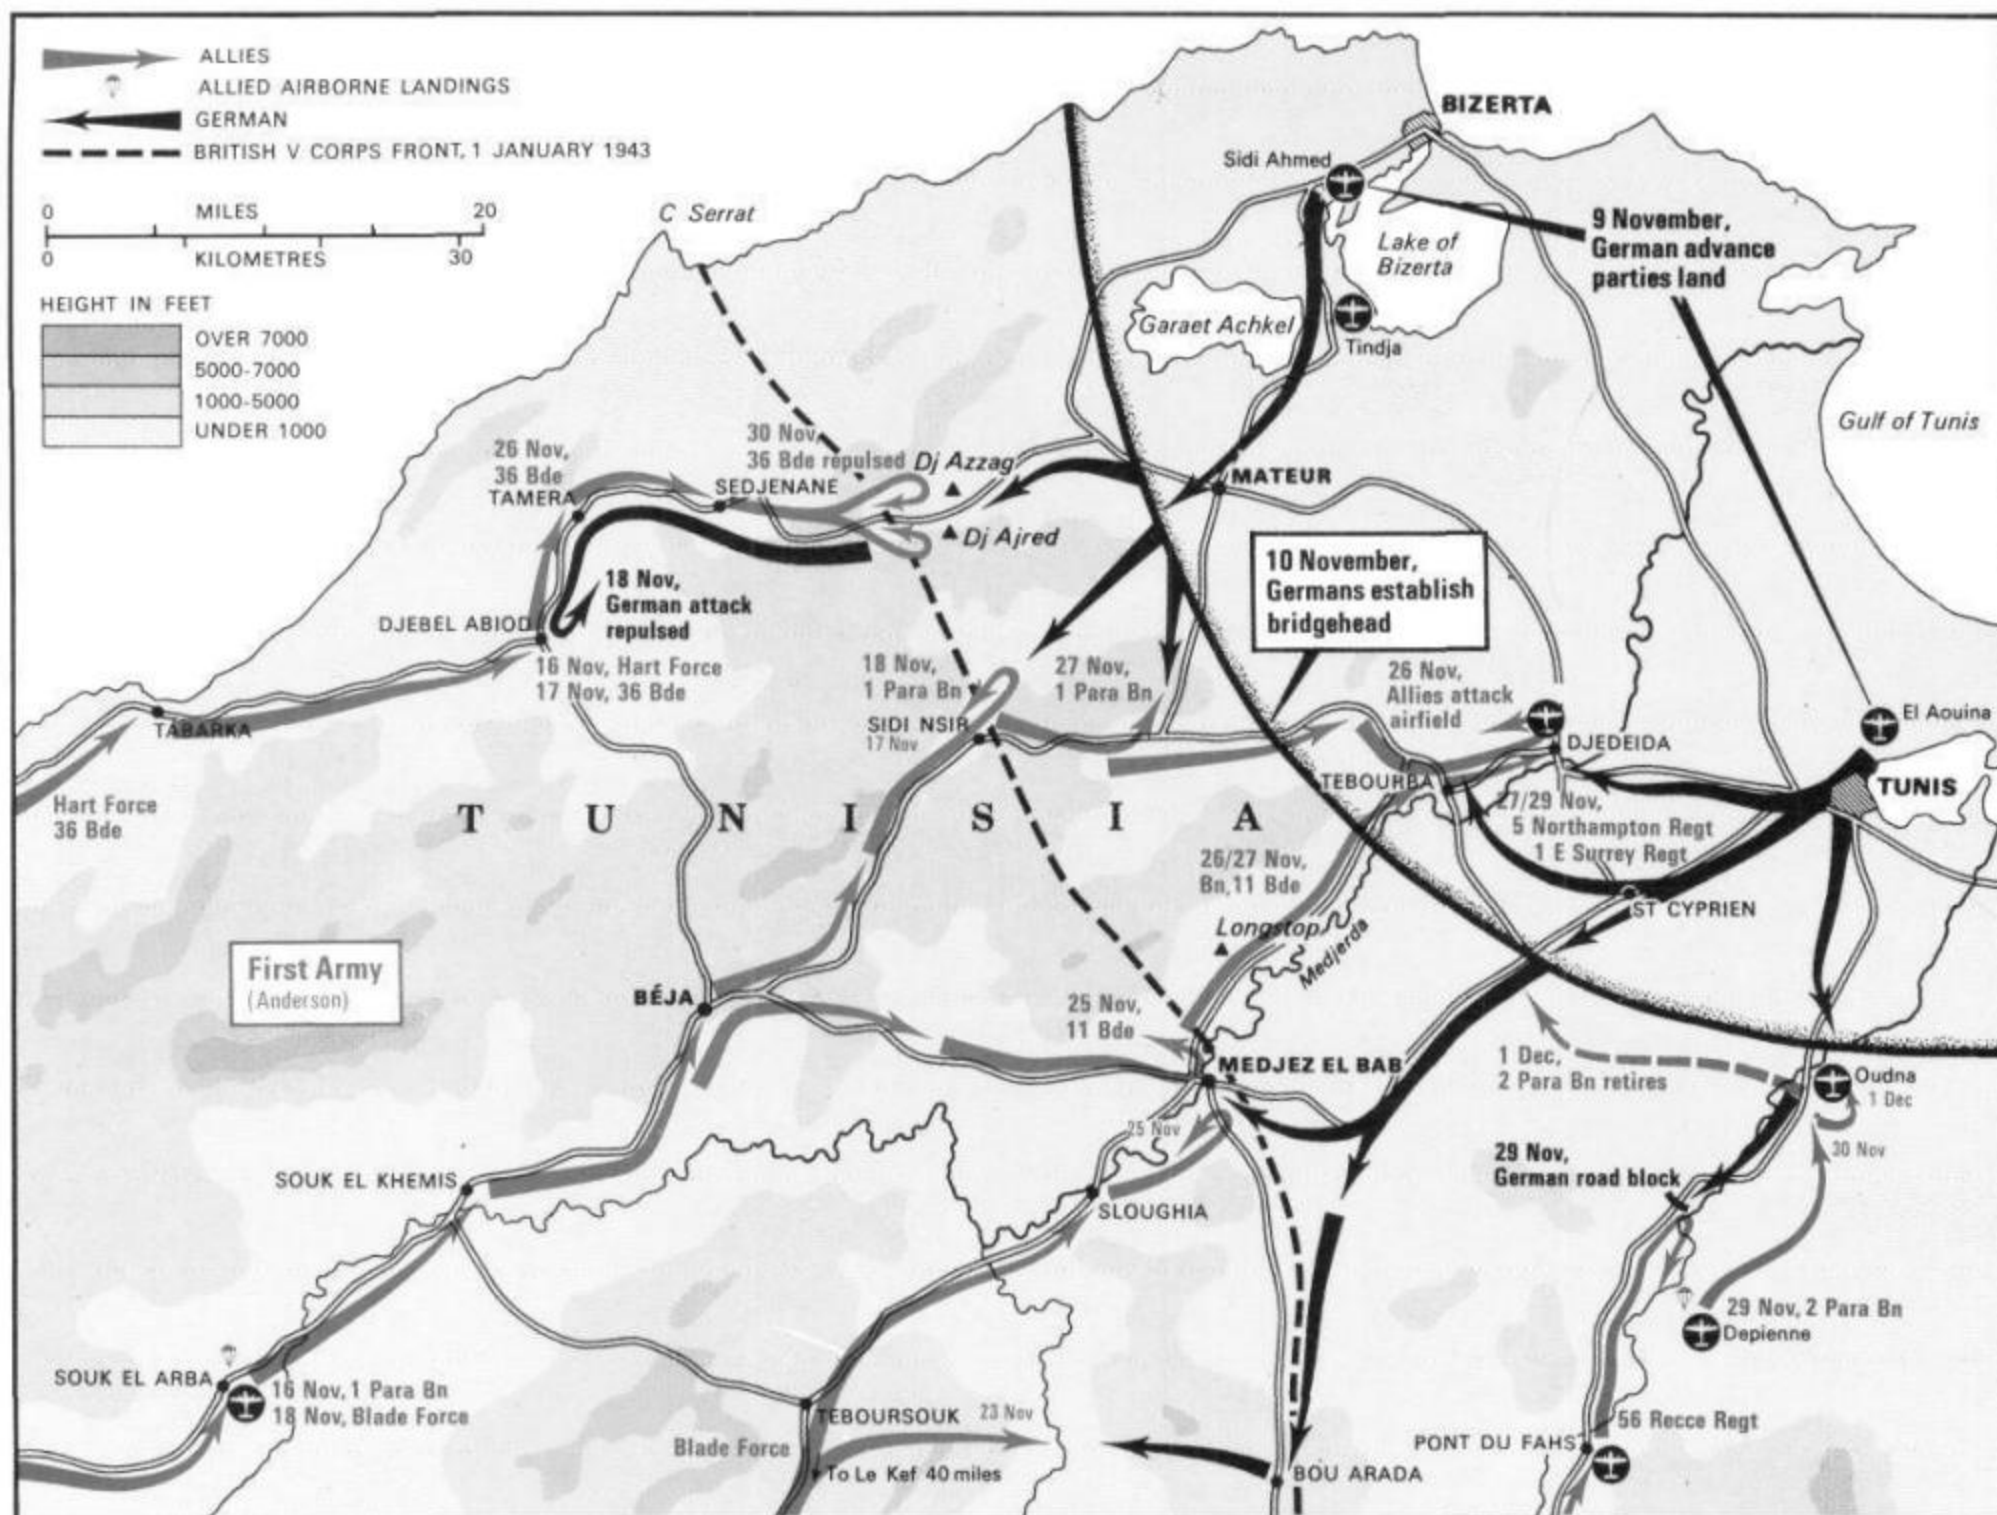 ALLIES
ALLIED AIRBORNE LANDINGS
GERMAN
BRITISH V CORPS FRONT, 1 JANUARY 1943
0 MILES 20
0 KILOMETRES 30
HEIGHT IN FEET
OVER 7000
5000-7000
1000-5000
UNDER 1000
C Serrat
BIZERTA
Sidi Ahmed
Lake of
Bizerta
9 November,
German advance
parties land
Garaet Achkel
Tindja
Gulf of Tunis
26 Nov,
36 Bde
TAMERA
30 Nov,
36 Bde repulsed
SEDJENANE
Dj Azzag
MATEUR
Dj Ajred
10 November,
Germans establish
bridgehead
18 Nov,
German attack
repulsed
DJEBEL ABIOD
16 Nov, Hart Force
17 Nov, 36 Bde
18 Nov,
1 Para Bn
27 Nov,
1 Para Bn
26 Nov,
Allies attack
airfield
TABARKA
SIDI NSIR
17 Nov
El Aouina
DJEDEIDA
TEBOURBA
TUNIS
Hart Force
36 Bde
TUNISIA
27/29 Nov,
5 Northampton Regt
1 E Surrey Regt
26/27 Nov,
Bn, 11 Bde
ST CYPRIEN
Longstop
Medjerda
First Army
(Anderson)
BÉJA
25 Nov,
11 Bde
MEDJEZ EL BAB
1 Dec,
2 Para Bn retires
Oudna
1 Dec
25 Nov
30 Nov
29 Nov,
German road block
SOUK EL KHEMIS
SLOUGHIA
29 Nov, 2 Para Bn
Depienne
SOUK EL ARBA
16 Nov, 1 Para Bn
18 Nov, Blade Force
TEBOURSOUK
23 Nov
56 Recce Regt
Blade Force
To Le Kef 40 miles
PONT DU FAHS
BOU ARADA